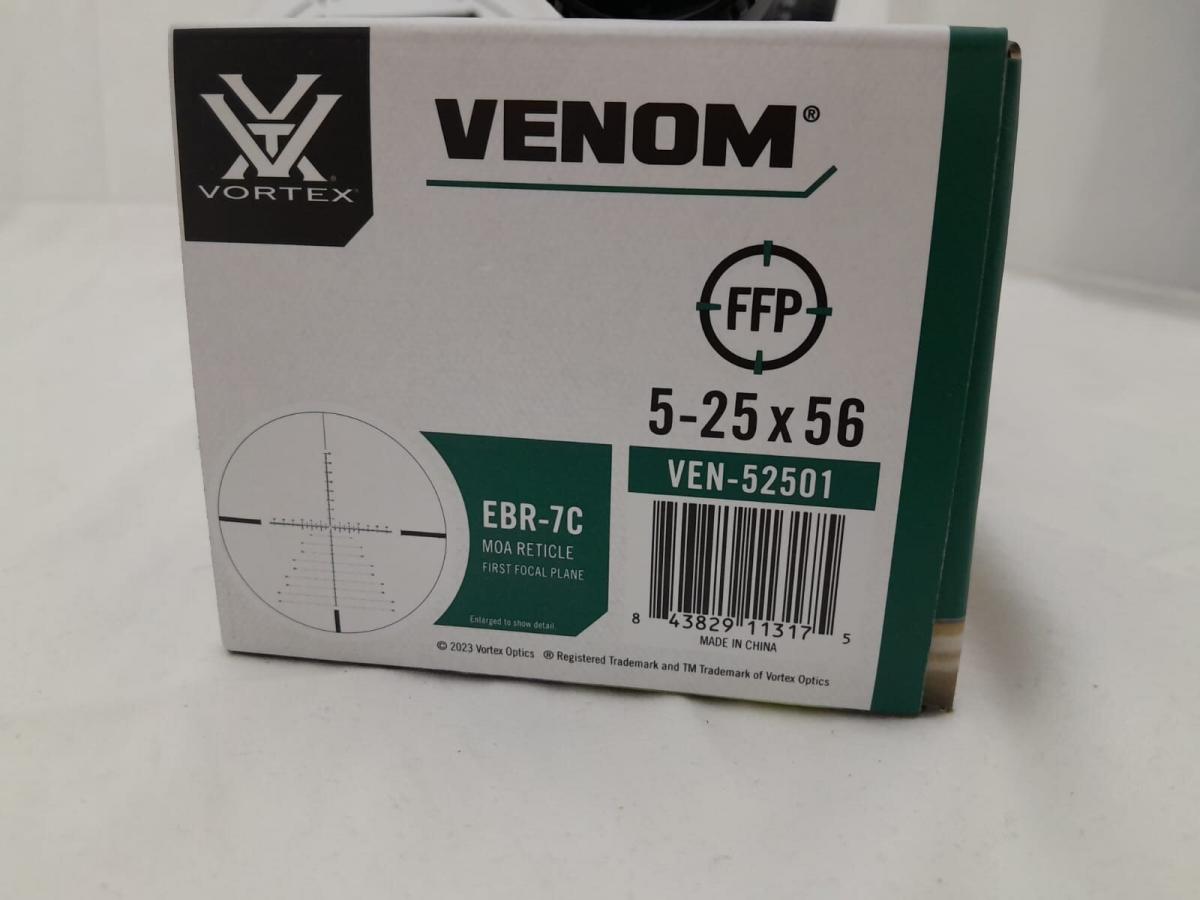 VORTEX®
VENOM®
FFP
5-25 x 56
VEN-52501
EBR-7C
MOA RETICLE
FIRST FOCAL PLANE
Enlarged to show detail.
8 43829 11317 5
MADE IN CHINA
© 2023 Vortex Optics ® Registered Trademark and TM Trademark of Vortex Optics